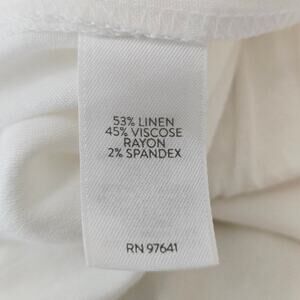 53% LINEN
45% VISCOSE
RAYON
2% SPANDEX
RN 97641